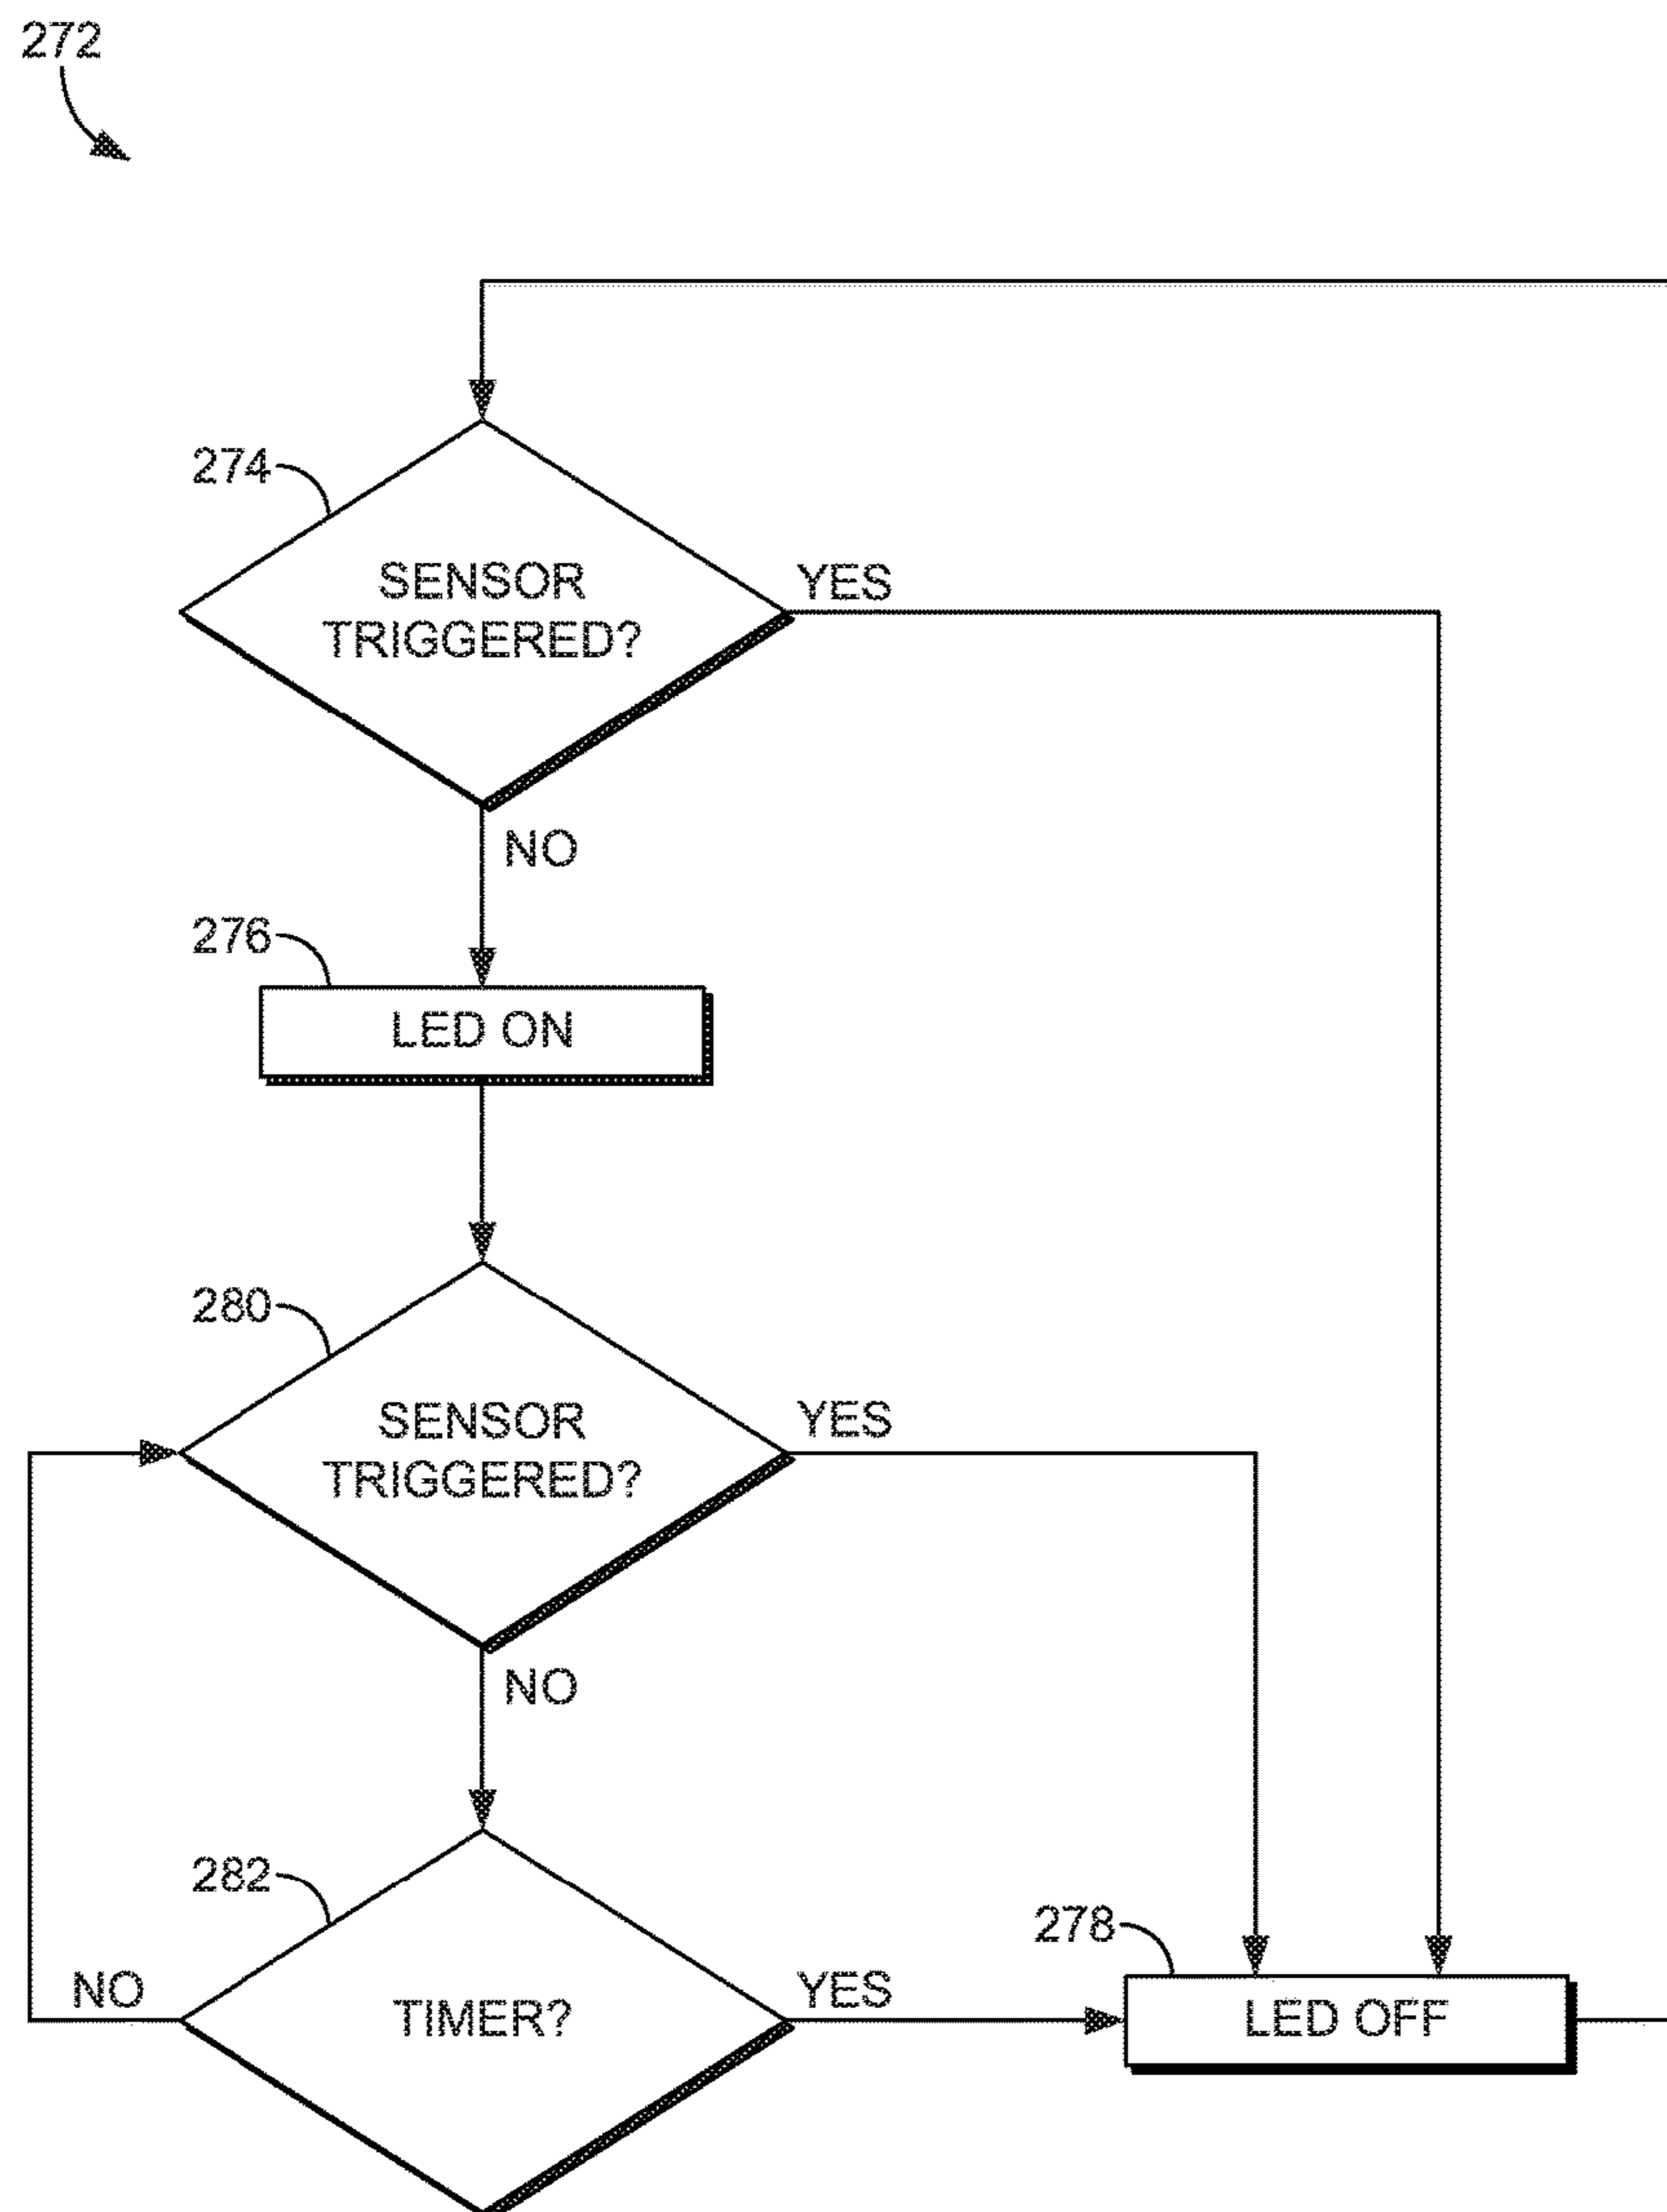 272
274
SENSOR
TRIGGERED?
YES
NO
276
LED ON
280
SENSOR
TRIGGERED?
YES
NO
282
TIMER?
NO
YES
278
LED OFF